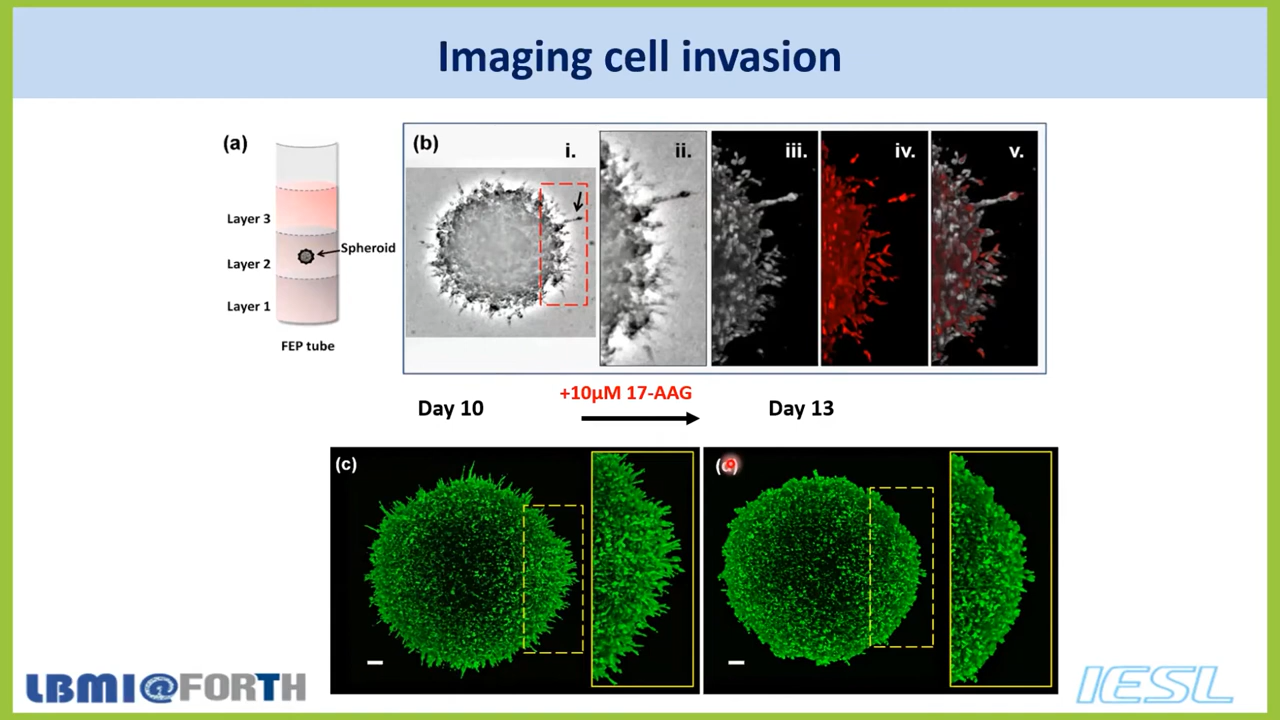 Imaging cell invasion
(a)
Layer 3
Layer 2
Layer 1
Spheroid
FEP tube
(b)
i.
ii.
iii.
iv.
v.
+10µM 17-AAG
Day 10
Day 13
(c)
LBMI@FORTH
IESL